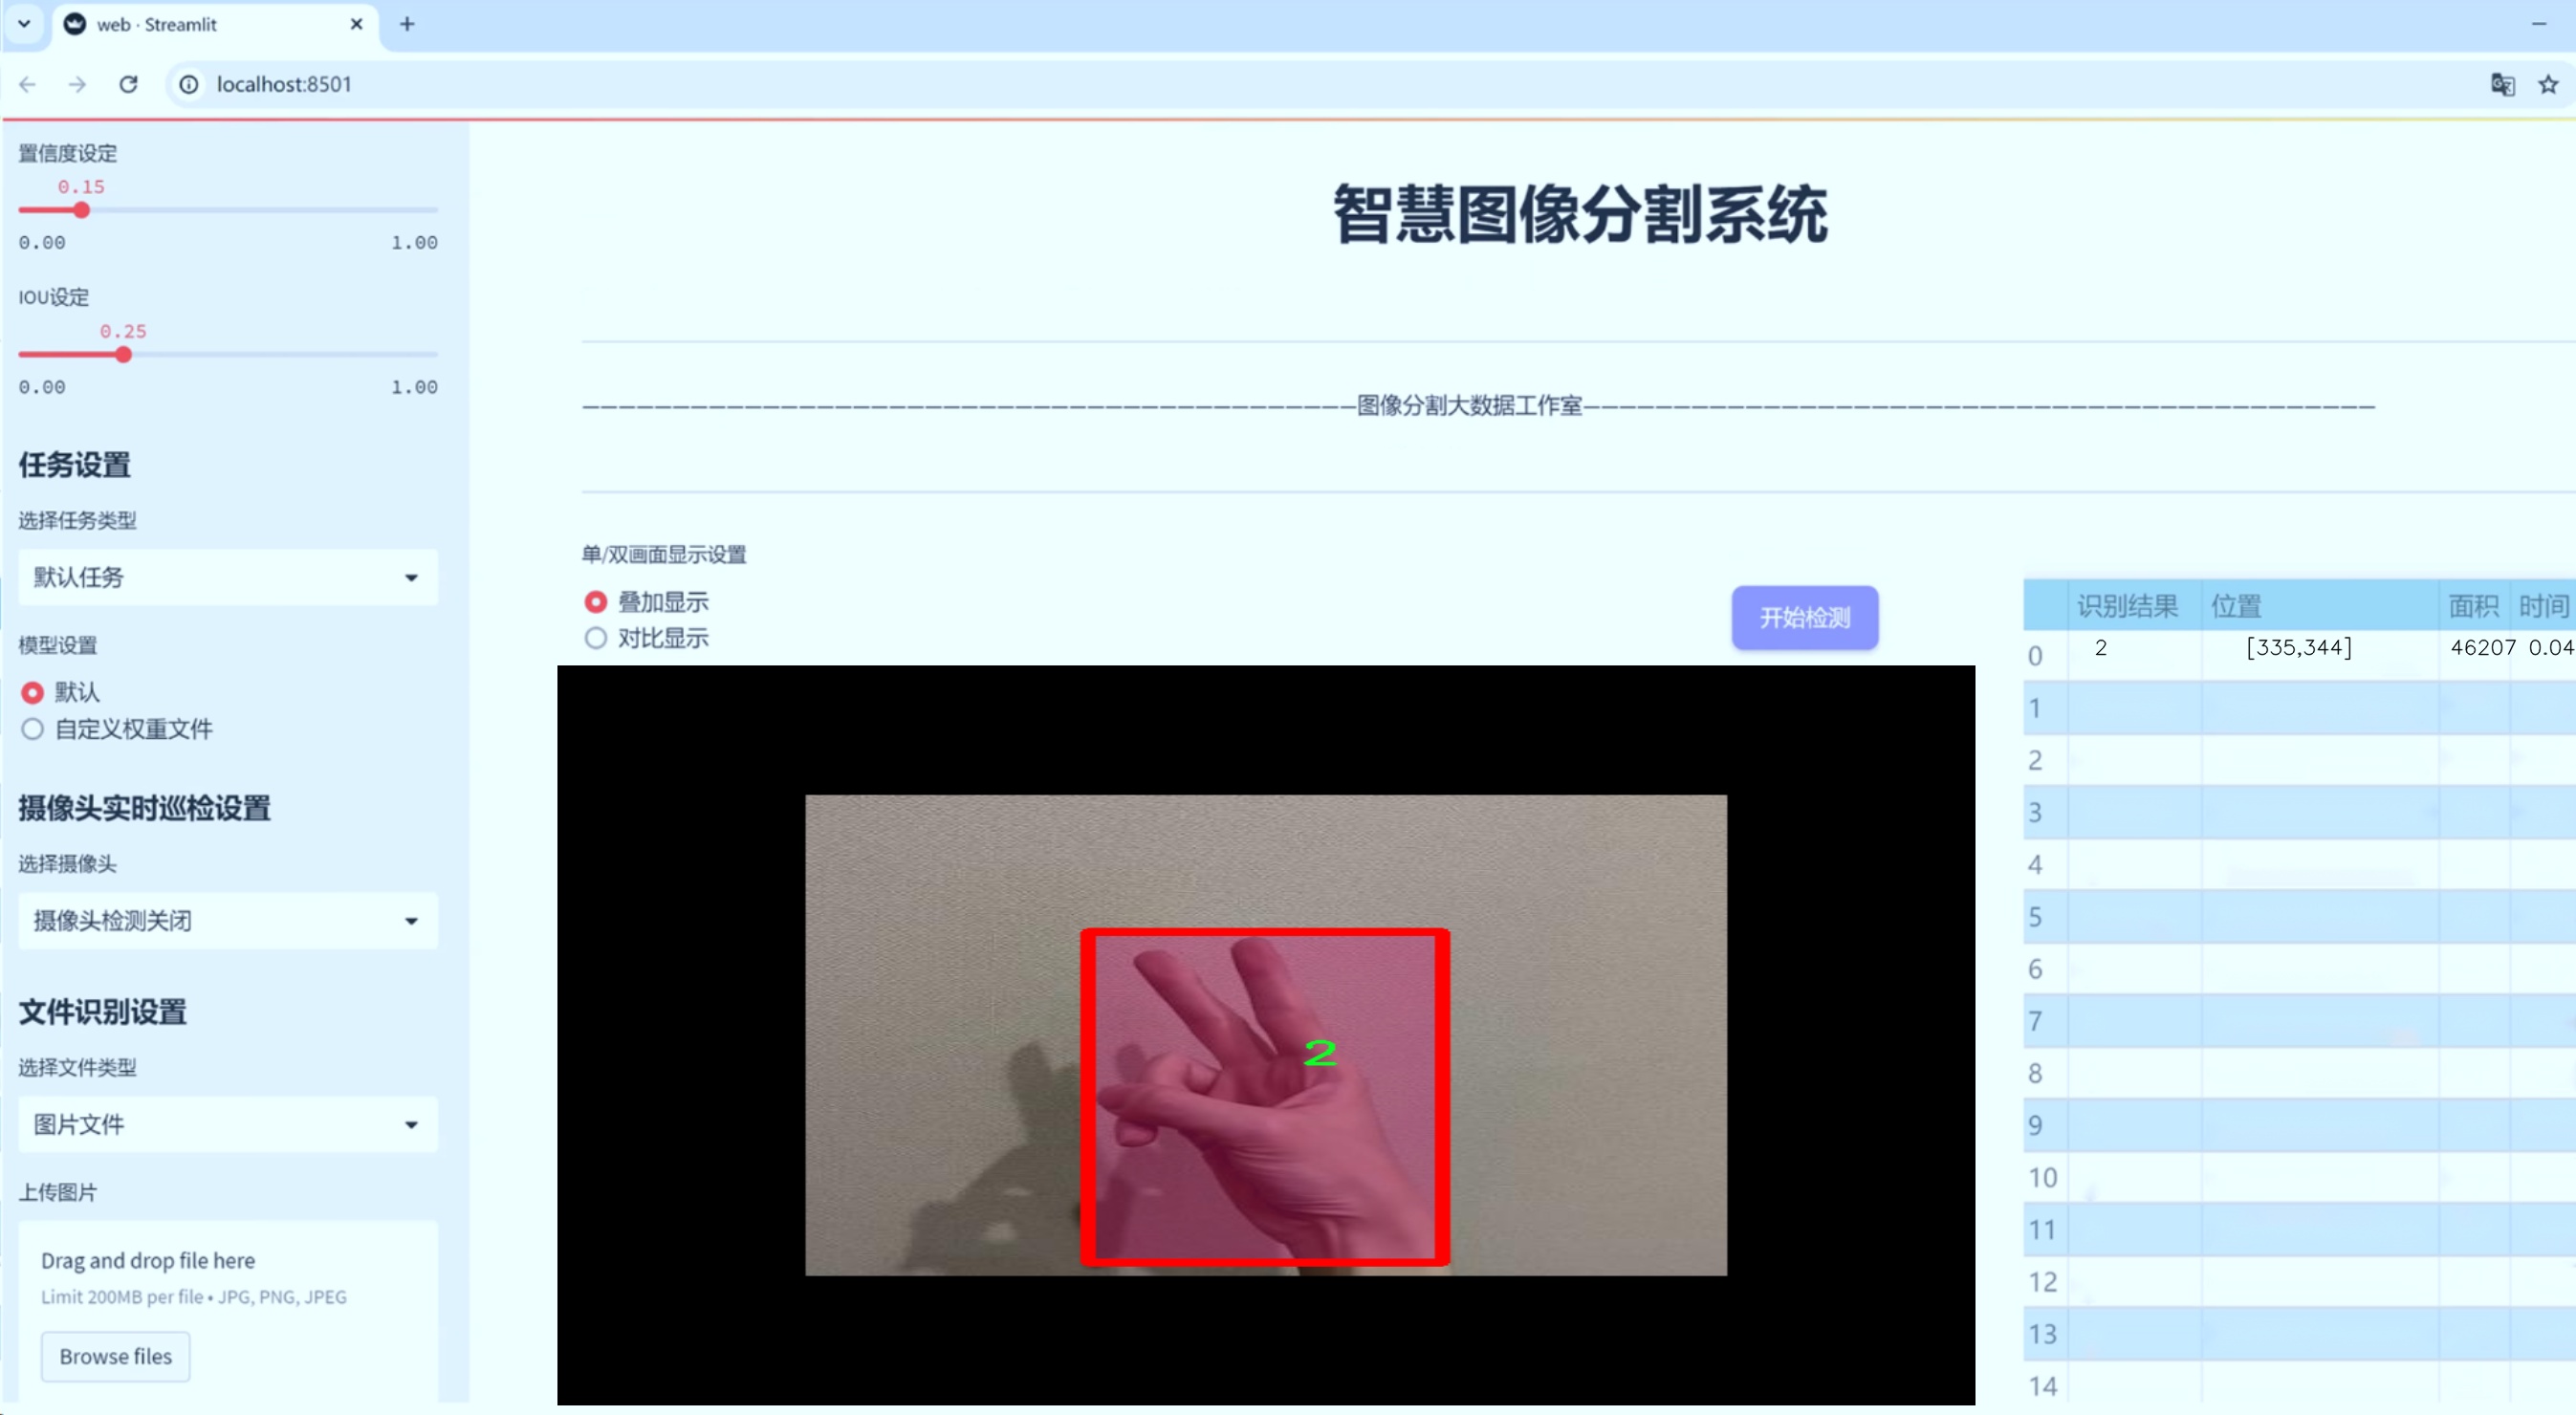 web · Streamlit
localhost:8501
置信度设定
0.15
0.00 1.00
IOU设定
0.25
0.00 1.00
任务设置
选择任务类型
默认任务
模型设置
默认
自定义权重文件
摄像头实时巡检设置
选择摄像头
摄像头检测关闭
文件识别设置
选择文件类型
图片文件
上传图片
Drag and drop file here
Limit 200MB per file • JPG, PNG, JPEG
Browse files
智慧图像分割系统
———————————————————————————————————————————图像分割大数据工作室————————————————————————————————————————————
单/双画面显示设置
叠加显示
对比显示
开始检测
2
识别结果 位置 面积 时间
0 2 [335,344] 46207 0.04
1
2
3
4
5
6
7
8
9
10
11
12
13
14